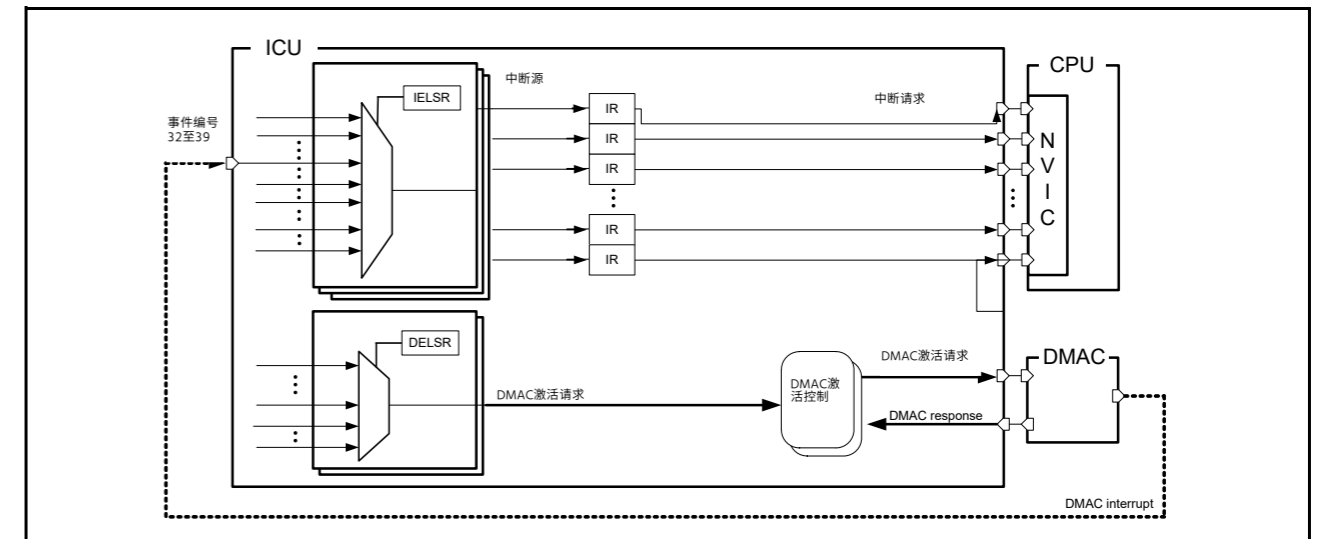 ICU
CPU
中断源
IELSR
事件编号
32至39
中断请求
IR
IR
IR
IR
IR
N
V
I
C
DELSR
DMAC激活请求
DMAC激
活控制
DMAC激活请求
DMAC
DMAC response
DMAC interrupt